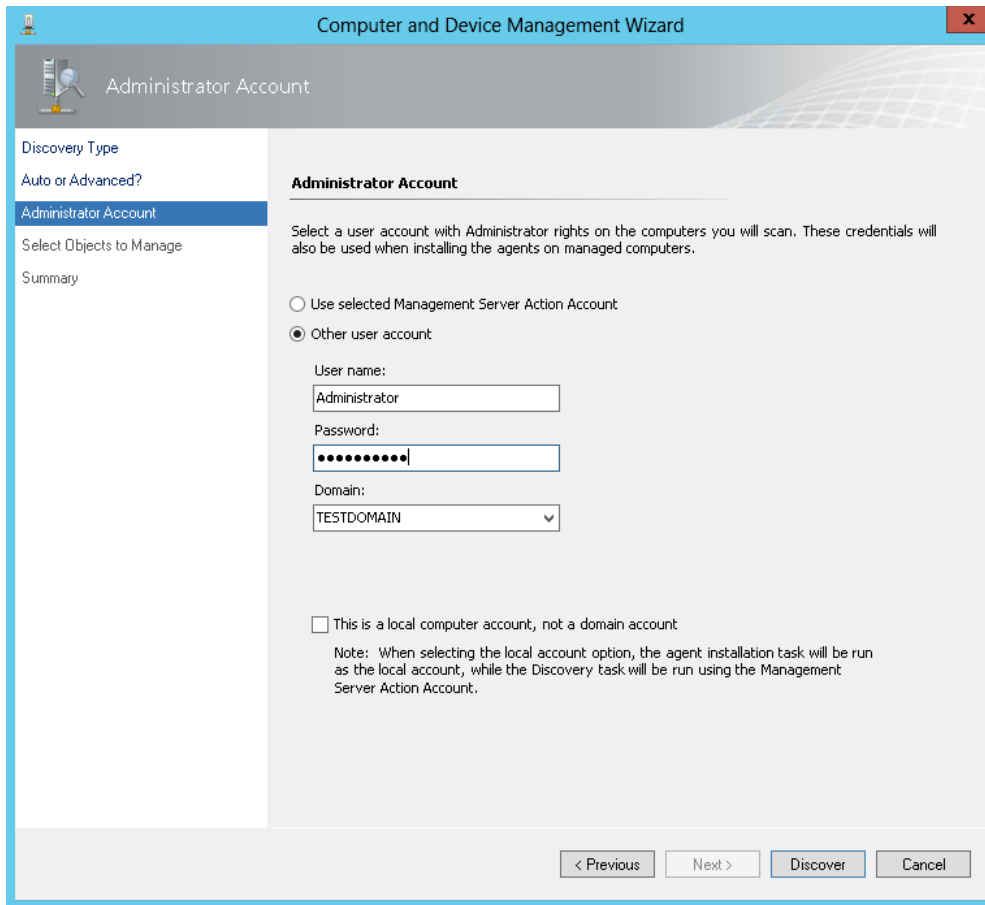 Computer and Device Management Wizard
x
Administrator Account
Discovery Type
Auto or Advanced?
Administrator Account
Select Objects to Manage
Summary
Administrator Account
Select a user account with Administrator rights on the computers you will scan. These credentials will
also be used when installing the agents on managed computers.
Use selected Management Server Action Account
Other user account
User name:
Administrator
Password:
●●●●●●●●●●
Domain:
TESTDOMAIN
This is a local computer account, not a domain account
Note: When selecting the local account option, the agent installation task will be run
as the local account, while the Discovery task will be run using the Management
Server Action Account.
< Previous
Next >
Discover
Cancel